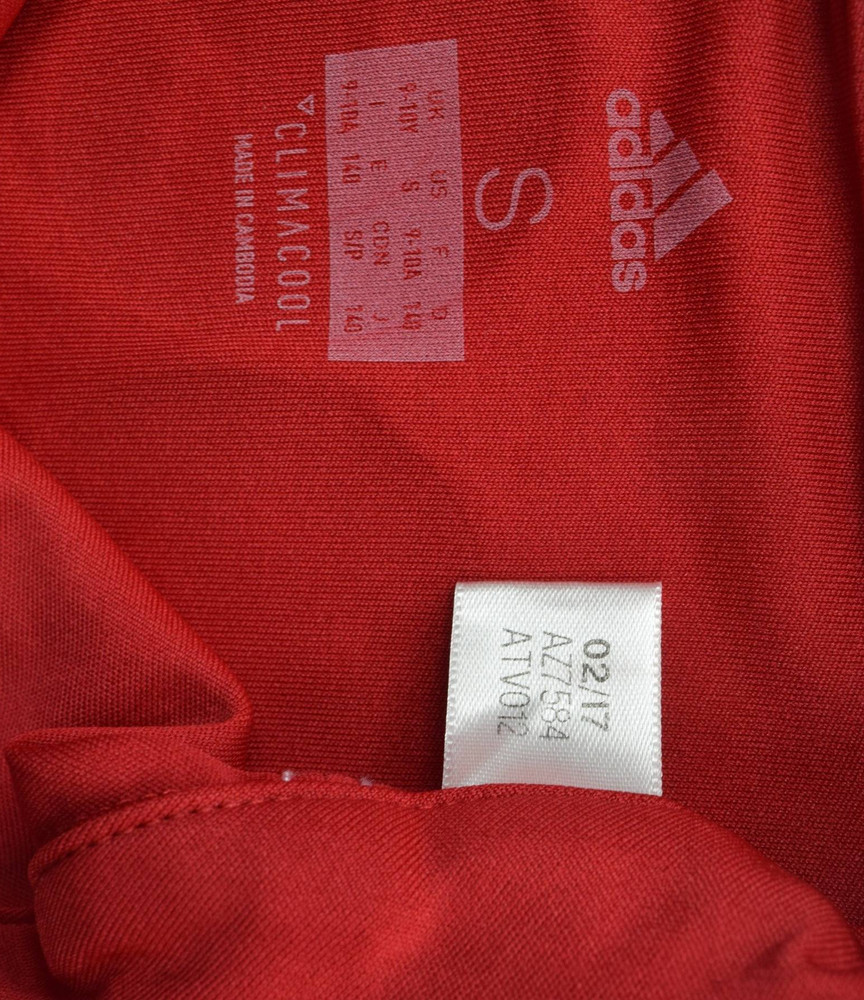 adidas
S
UK US F D
9-10Y S 9-10A 140
I E CDN J
9-10A 140 S/P 140
CLIMACOOL
MADE IN CAMBODIA
02/17
AZ7584
ATV012